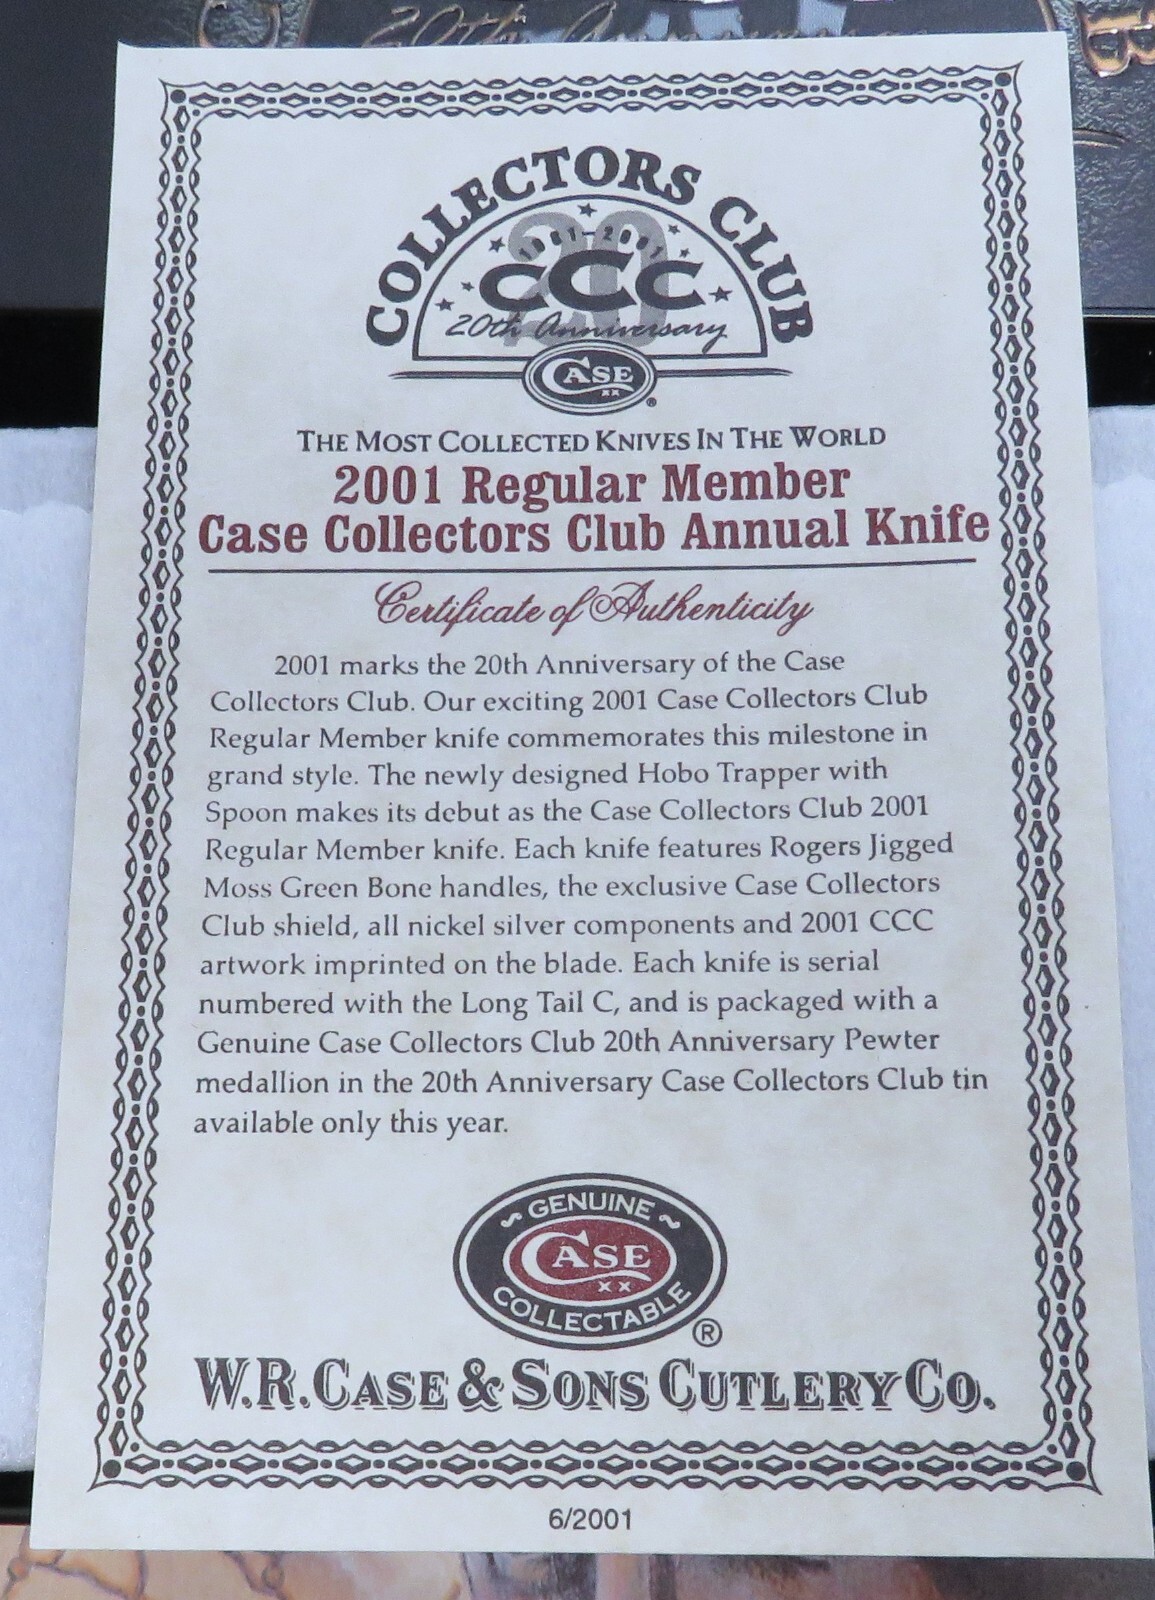 20th Anniversary
B
COLLECTORS CLUB
20
1981-2001
CCC
20th Anniversary
CASE
XX
®
THE MOST COLLECTED KNIVES IN THE WORLD
2001 Regular Member
Case Collectors Club Annual Knife
Certificate of Authenticity
2001 marks the 20th Anniversary of the Case
Collectors Club. Our exciting 2001 Case Collectors Club
Regular Member knife commemorates this milestone in
grand style. The newly designed Hobo Trapper with
Spoon makes its debut as the Case Collectors Club 2001
Regular Member knife. Each knife features Rogers Jigged
Moss Green Bone handles, the exclusive Case Collectors
Club shield, all nickel silver components and 2001 CCC
artwork imprinted on the blade. Each knife is serial
numbered with the Long Tail C, and is packaged with a
Genuine Case Collectors Club 20th Anniversary Pewter
medallion in the 20th Anniversary Case Collectors Club tin
available only this year.
~ GENUINE ~
CASE
XX
COLLECTABLE
®
W.R. CASE & SONS CUTLERY CO.
6/2001